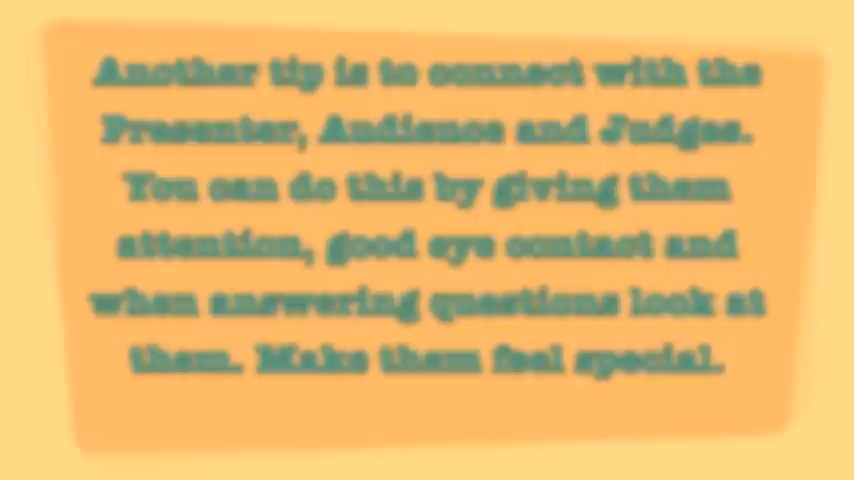 Another tip is to connect with the
Presenter, Audience and Judges.
You can do this by giving them
attention, good eye contact and
when answering questions look at
them. Make them feel special.